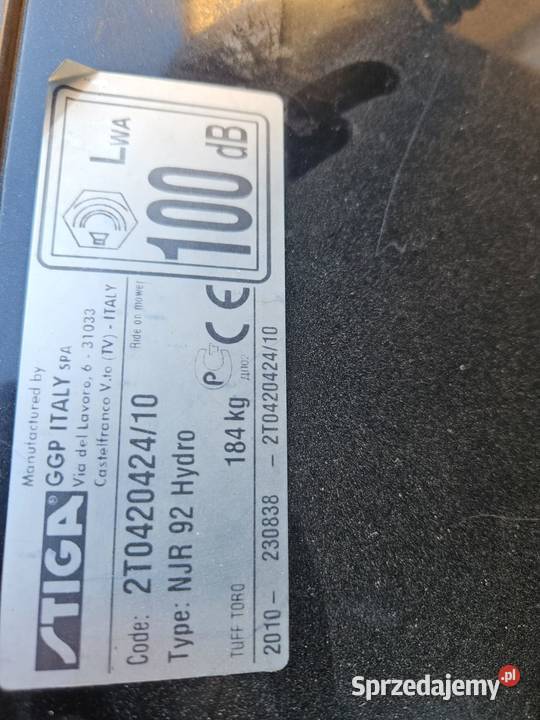 Manufactured by
STIGA® GGP ITALY SPA
Via del Lavoro, 6 - 31033
Castelfranco V.to (TV) - ITALY
LWA
100 dB
Code: 2T0420424/10
Ride on mower
Type: NJR 92 Hydro
184 kg
CE
TUFF TORO
2010 - 230838 - 2T0420424/10
Sprzedajemy.pl